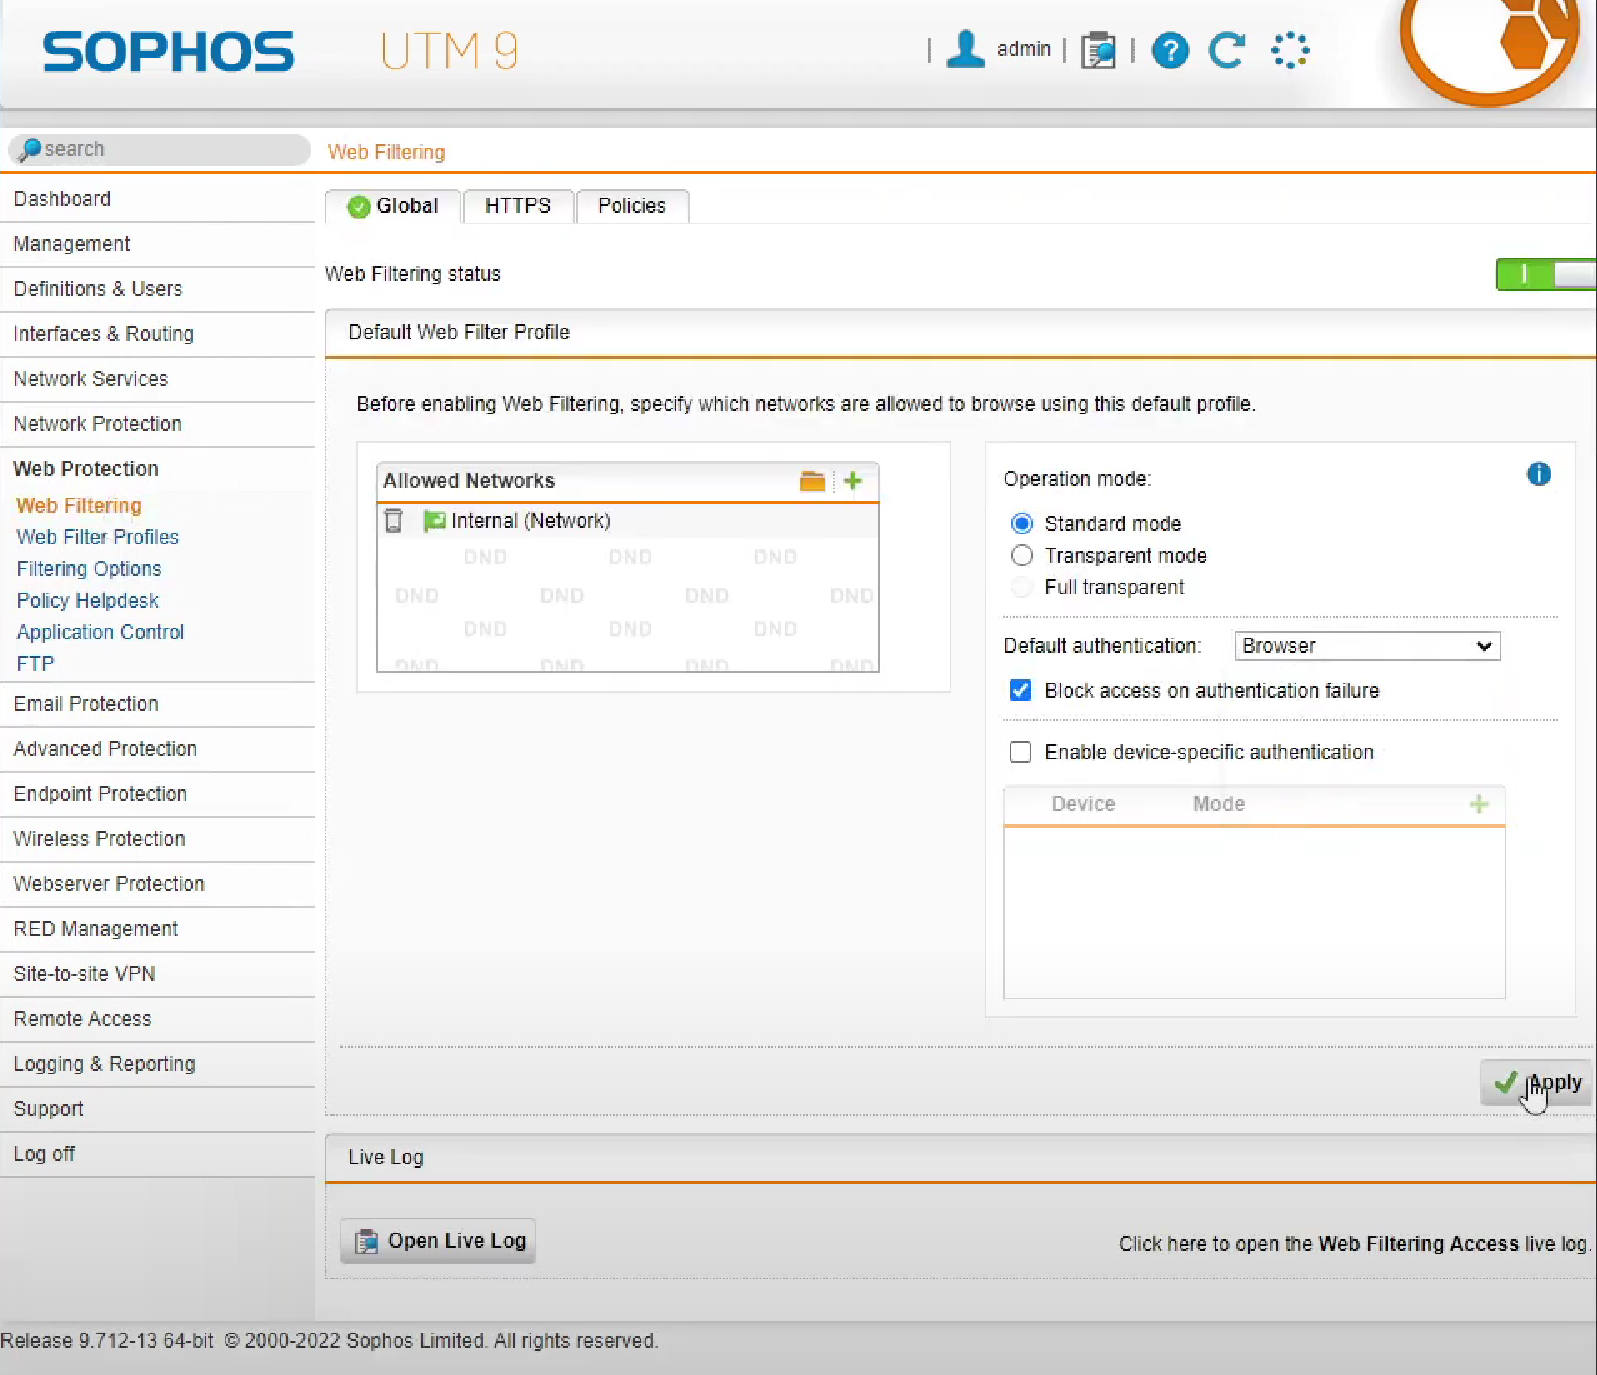 SOPHOS UTM 9
admin
search
Web Filtering
Dashboard
Management
Definitions & Users
Interfaces & Routing
Network Services
Network Protection
Web Protection
Web Filtering
Web Filter Profiles
Filtering Options
Policy Helpdesk
Application Control
FTP
Email Protection
Advanced Protection
Endpoint Protection
Wireless Protection
Webserver Protection
RED Management
Site-to-site VPN
Remote Access
Logging & Reporting
Support
Log off
Global HTTPS Policies
Web Filtering status
Default Web Filter Profile
Before enabling Web Filtering, specify which networks are allowed to browse using this default profile.
Allowed Networks
Internal (Network)
DND DND DND
DND DND DND DND
DND DND DND
DND DND DND DND
Operation mode:
Standard mode
Transparent mode
Full transparent
Default authentication: Browser
Block access on authentication failure
Enable device-specific authentication
Device Mode
Apply
Live Log
Open Live Log
Click here to open the Web Filtering Access live log.
Release 9.712-13 64-bit © 2000-2022 Sophos Limited. All rights reserved.